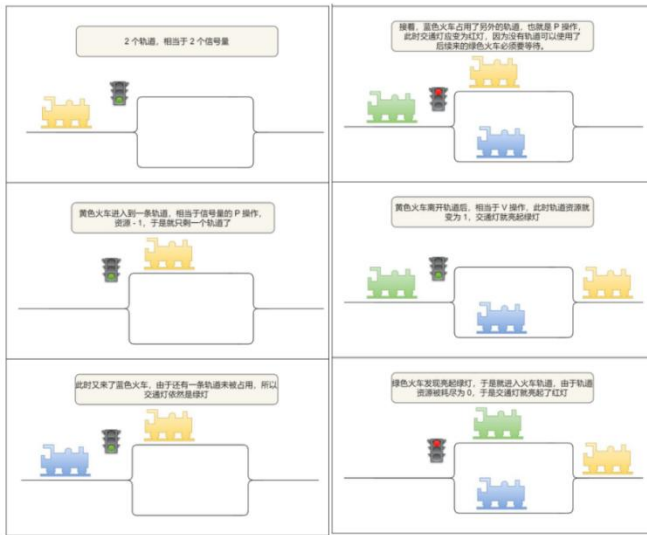 2 个轨道，相当于 2 个信号量
黄色火车进入到一条轨道，相当于信号量的 P 操作，
资源 - 1，于是就只剩一个轨道了
此时又来了蓝色火车，由于还有一条轨道未被占用，所以
交通灯依然是绿灯
接着，蓝色火车占用了另外的轨道，也就是 P 操作，
此时交通灯应变为红灯，因为没有轨道可以使用了
后续来的绿色火车必须要等待。
黄色火车离开轨道后，相当于 V 操作，此时轨道资源就
变为 1，交通灯就亮起绿灯
绿色火车发现亮起绿灯，于是就进入火车轨道，由于轨道
资源被耗尽为 0，于是交通灯就亮起了红灯